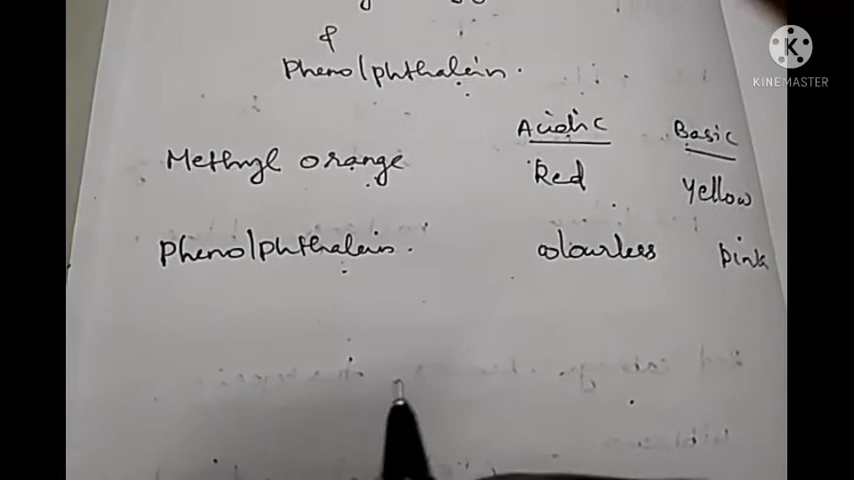 &
Phenolphthalein.
Acidic Basic
Methyl orange Red Yellow
Phenolphthalein. colourless pink
KINEMASTER